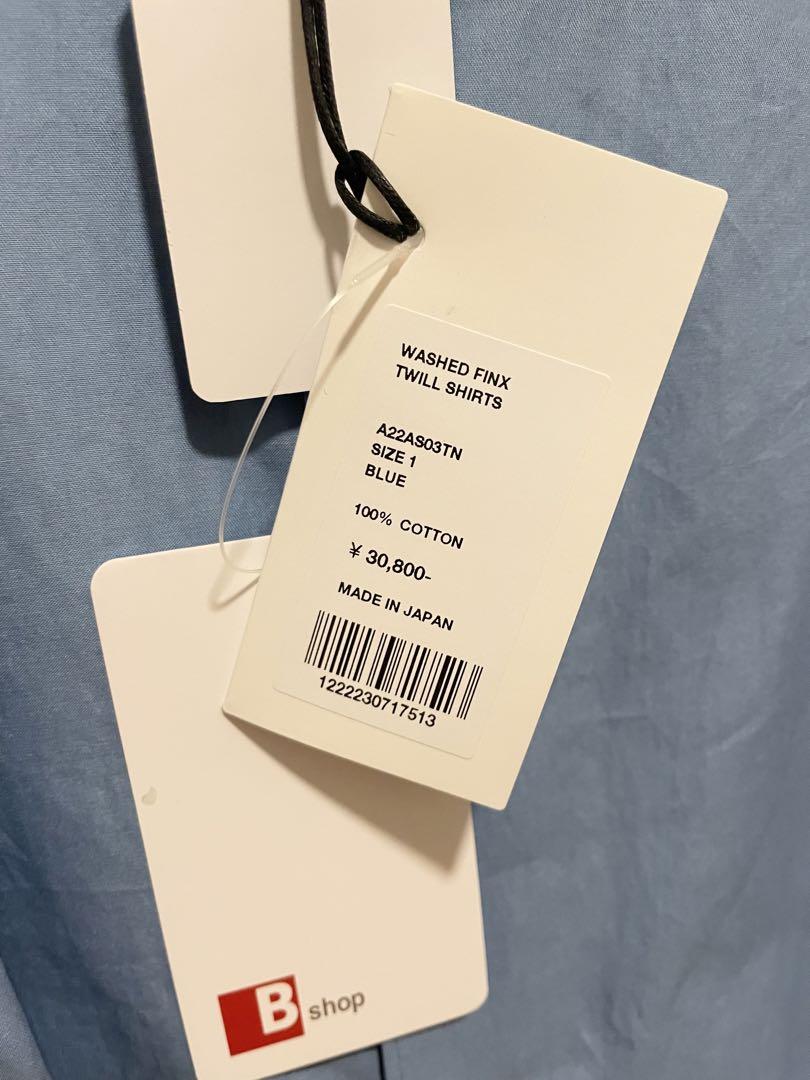 WASHED FINX
TWILL SHIRTS
A22AS03TN
SIZE 1
BLUE
100% COTTON
¥ 30,800-
MADE IN JAPAN
1222230717513
B shop